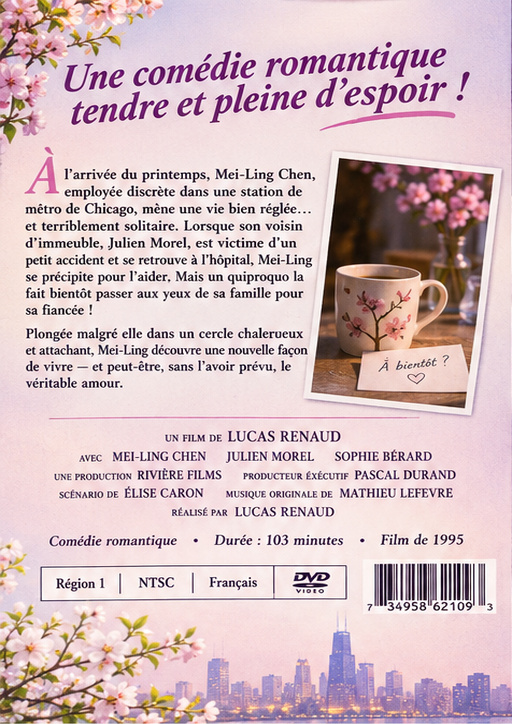 Une comédie romantique
tendre et pleine d'espoir !
À l'arrivée du printemps, Mei-Ling Chen,
employée discrète dans une station de
mêtro de Chicago, mène une vie bien réglée...
et terriblement solitaire. Lorsque son voisin
d'immeuble, Julien Morel, est victime d'un
petit accident et se retrouve à l'hôpital, Mei-Ling
se précipite pour l'aider, Mais un quiproquo la
fait bientôt passer aux yeux de sa famille pour
sa fiancée !
Plongée malgré elle dans un cercle chaleureux
et attachant, Mei-Ling découvre une nouvelle façon
de vivre — et peut-être, sans l'avoir prévu, le
véritable amour.
À bientôt ?
UN FILM DE LUCAS RENAUD
AVEC MEI-LING CHEN JULIEN MOREL SOPHIE BÉRARD
UNE PRODUCTION RIVIÈRE FILMS PRODUCTEUR ÉXÉCUTIF PASCAL DURAND
SCÉNARIO DE ÉLISE CARON MUSIQUE ORIGINALE DE MATHIEU LEFEVRE
RÉALISÉ PAR LUCAS RENAUD
Comédie romantique • Durée : 103 minutes • Film de 1995
Région 1 | NTSC | Français DVD VIDEO
7 34958 62109 3